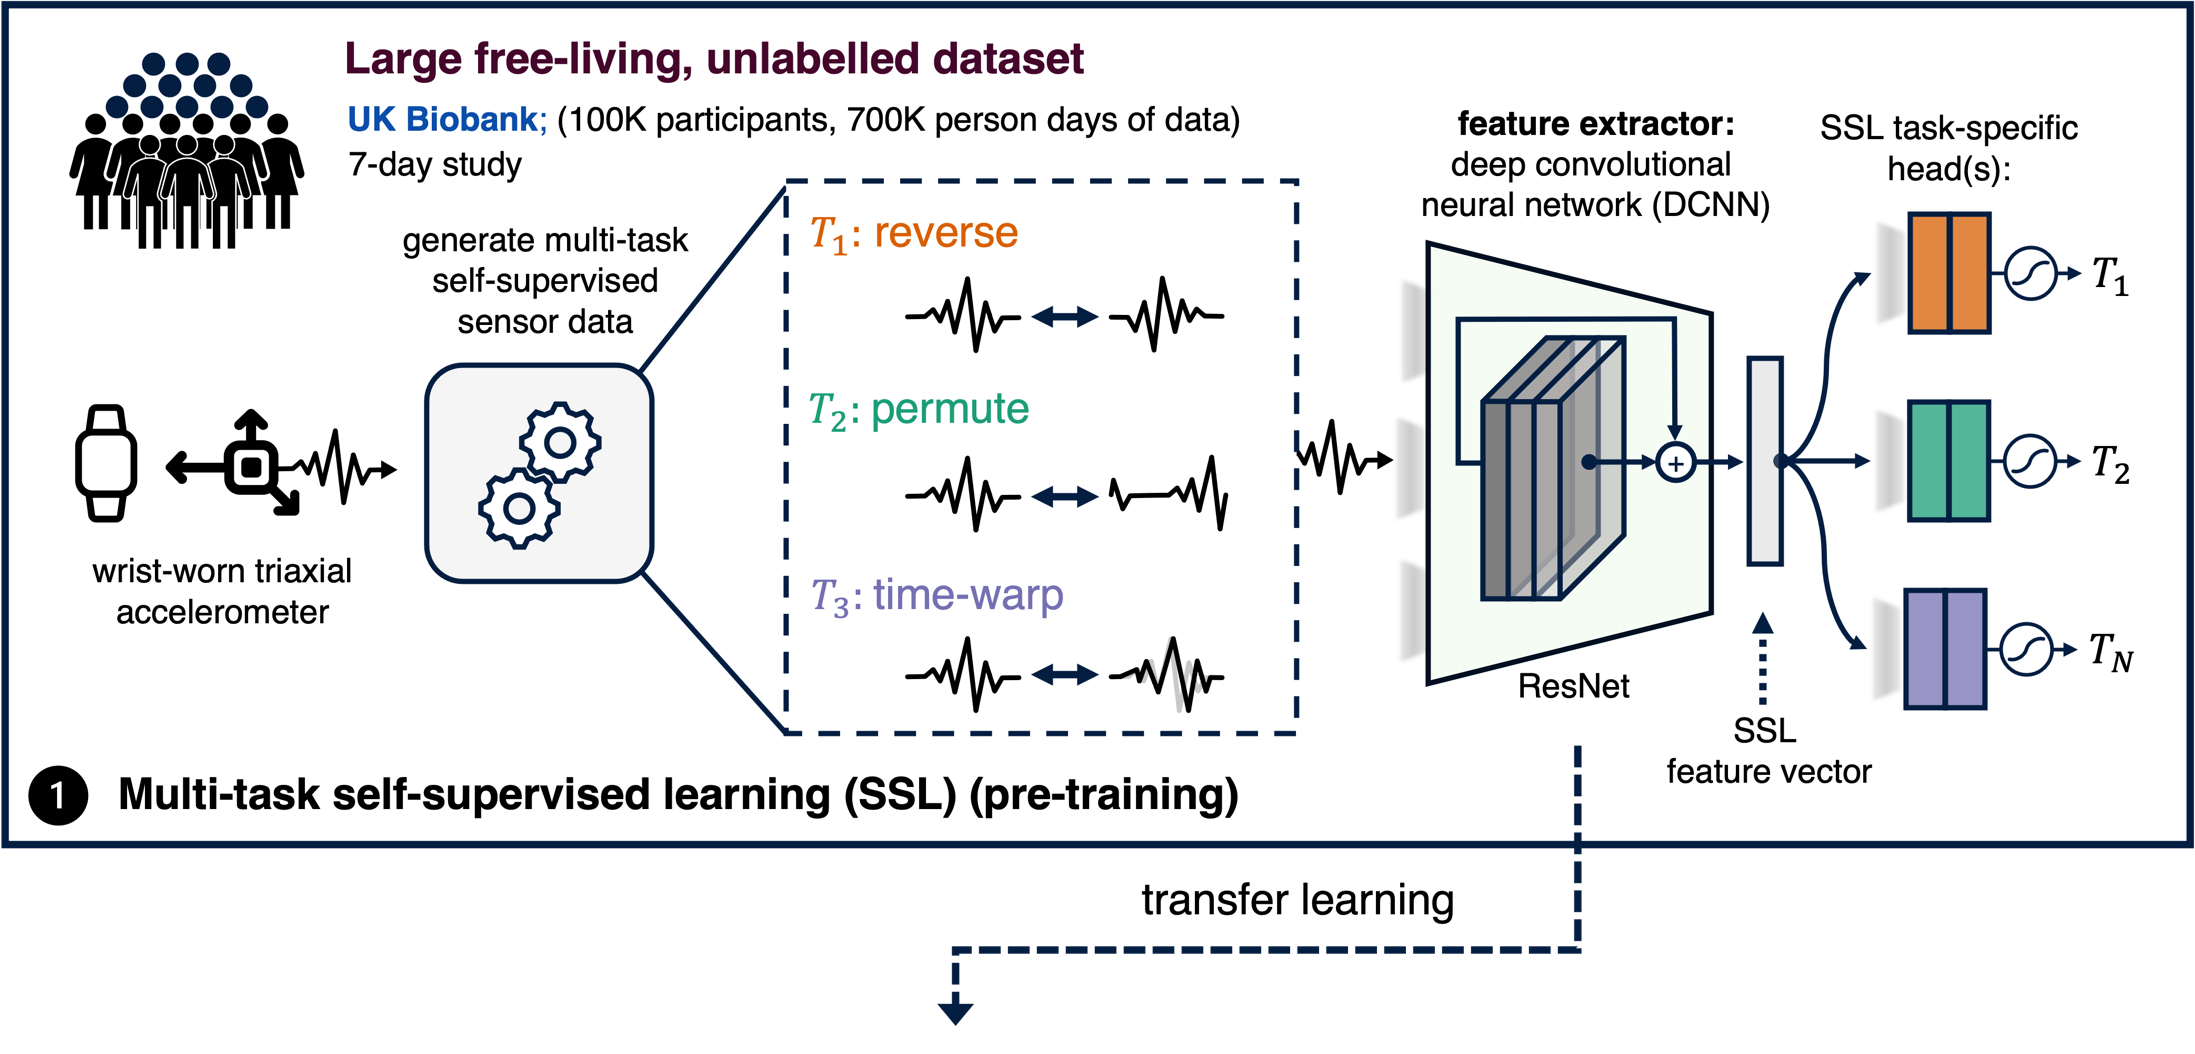 Large free-living, unlabelled dataset
UK Biobank; (100K participants, 700K person days of data)
7-day study
generate multi-task
self-supervised
sensor data
wrist-worn triaxial
accelerometer
T1: reverse
T2: permute
T3: time-warp
feature extractor:
deep convolutional
neural network (DCNN)
+
ResNet
SSL
feature vector
SSL task-specific
head(s):
T1
T2
TN
1 Multi-task self-supervised learning (SSL) (pre-training)
transfer learning